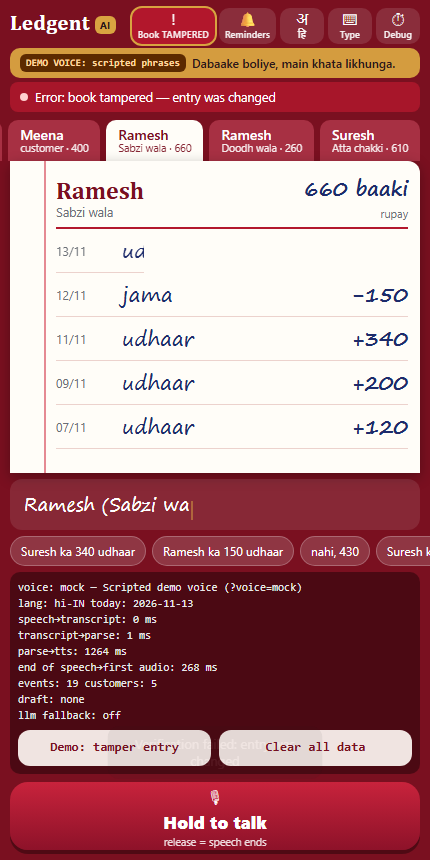 Ledgent AI
! Book TAMPERED
Reminders
अ हि
Type
Debug
DEMO VOICE: scripted phrases Dabaake boliye, main khata likhunga.
Error: book tampered — entry was changed
Meena
customer · 400
Ramesh
Sabzi wala · 660
Ramesh
Doodh wala · 260
Suresh
Atta chakki · 610
Ramesh 660 baaki
Sabzi wala rupay
13/11
12/11 jama −150
11/11 udhaar +340
09/11 udhaar +200
07/11 udhaar +120
Ramesh (Sabzi wa
Suresh ka 340 udhaar Ramesh ka 150 udhaar nahi, 430 Suresh k
voice: mock — Scripted demo voice (?voice=mock)
lang: hi-IN today: 2026-11-13
speech→transcript: 0 ms
transcript→parse: 1 ms
parse→tts: 1264 ms
end of speech→first audio: 268 ms
events: 19 customers: 5
draft: none
llm fallback: off
Demo: tamper entry Clear all data
Hold to talk
release = speech ends